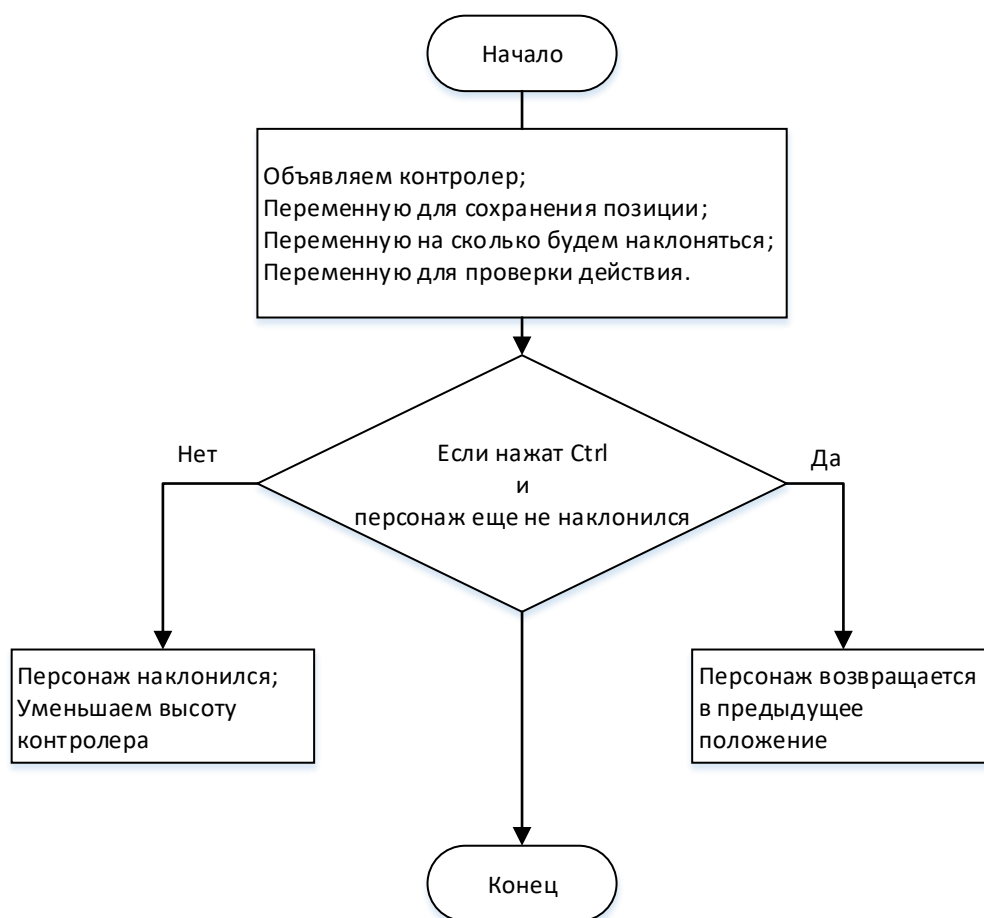 Начало
Объявляем контролер;
Переменную для сохранения позиции;
Переменную на сколько будем наклоняться;
Переменную для проверки действия.
Нет
Если нажат Ctrl
и
персонаж еще не наклонился
Да
Персонаж наклонился;
Уменьшаем высоту
контролера
Персонаж возвращается
в предыдущее
положение
Конец